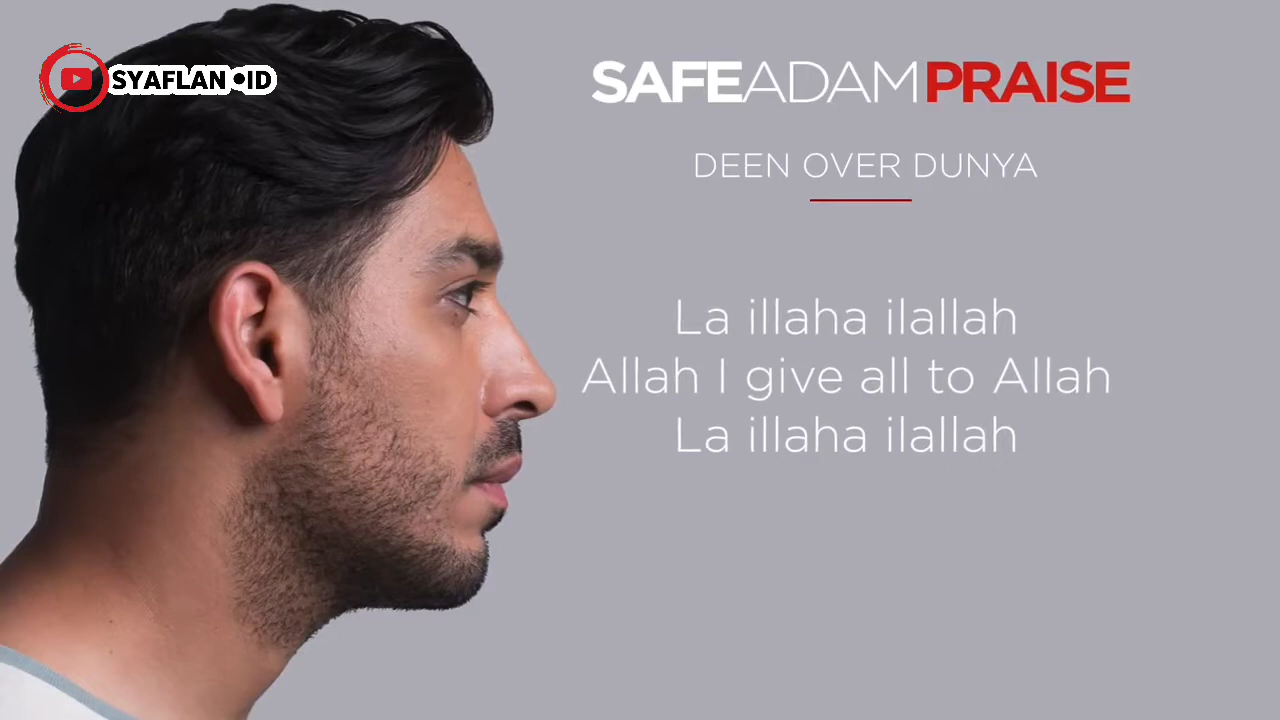 SYAFLAN•ID
SAFEADAMPRAISE
DEEN OVER DUNYA
La illaha ilallah
Allah I give all to Allah
La illaha ilallah